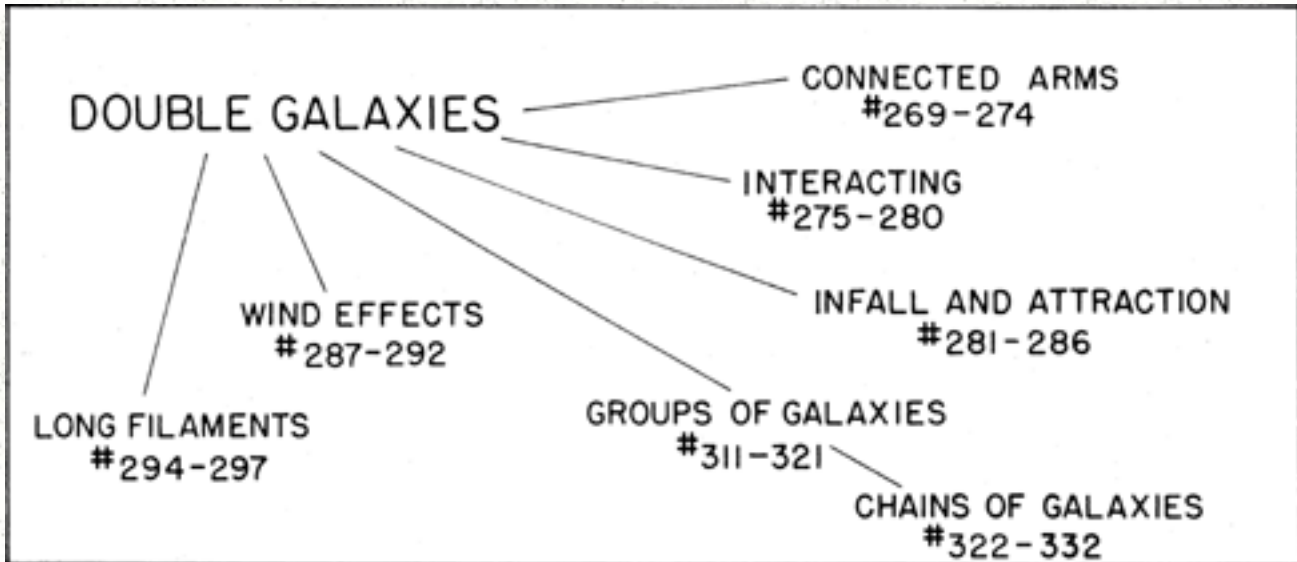 DOUBLE GALAXIES
CONNECTED ARMS
#269-274
INTERACTING
#275-280
INFALL AND ATTRACTION
#281-286
WIND EFFECTS
#287-292
LONG FILAMENTS
#294-297
GROUPS OF GALAXIES
#311-321
CHAINS OF GALAXIES
#322-332